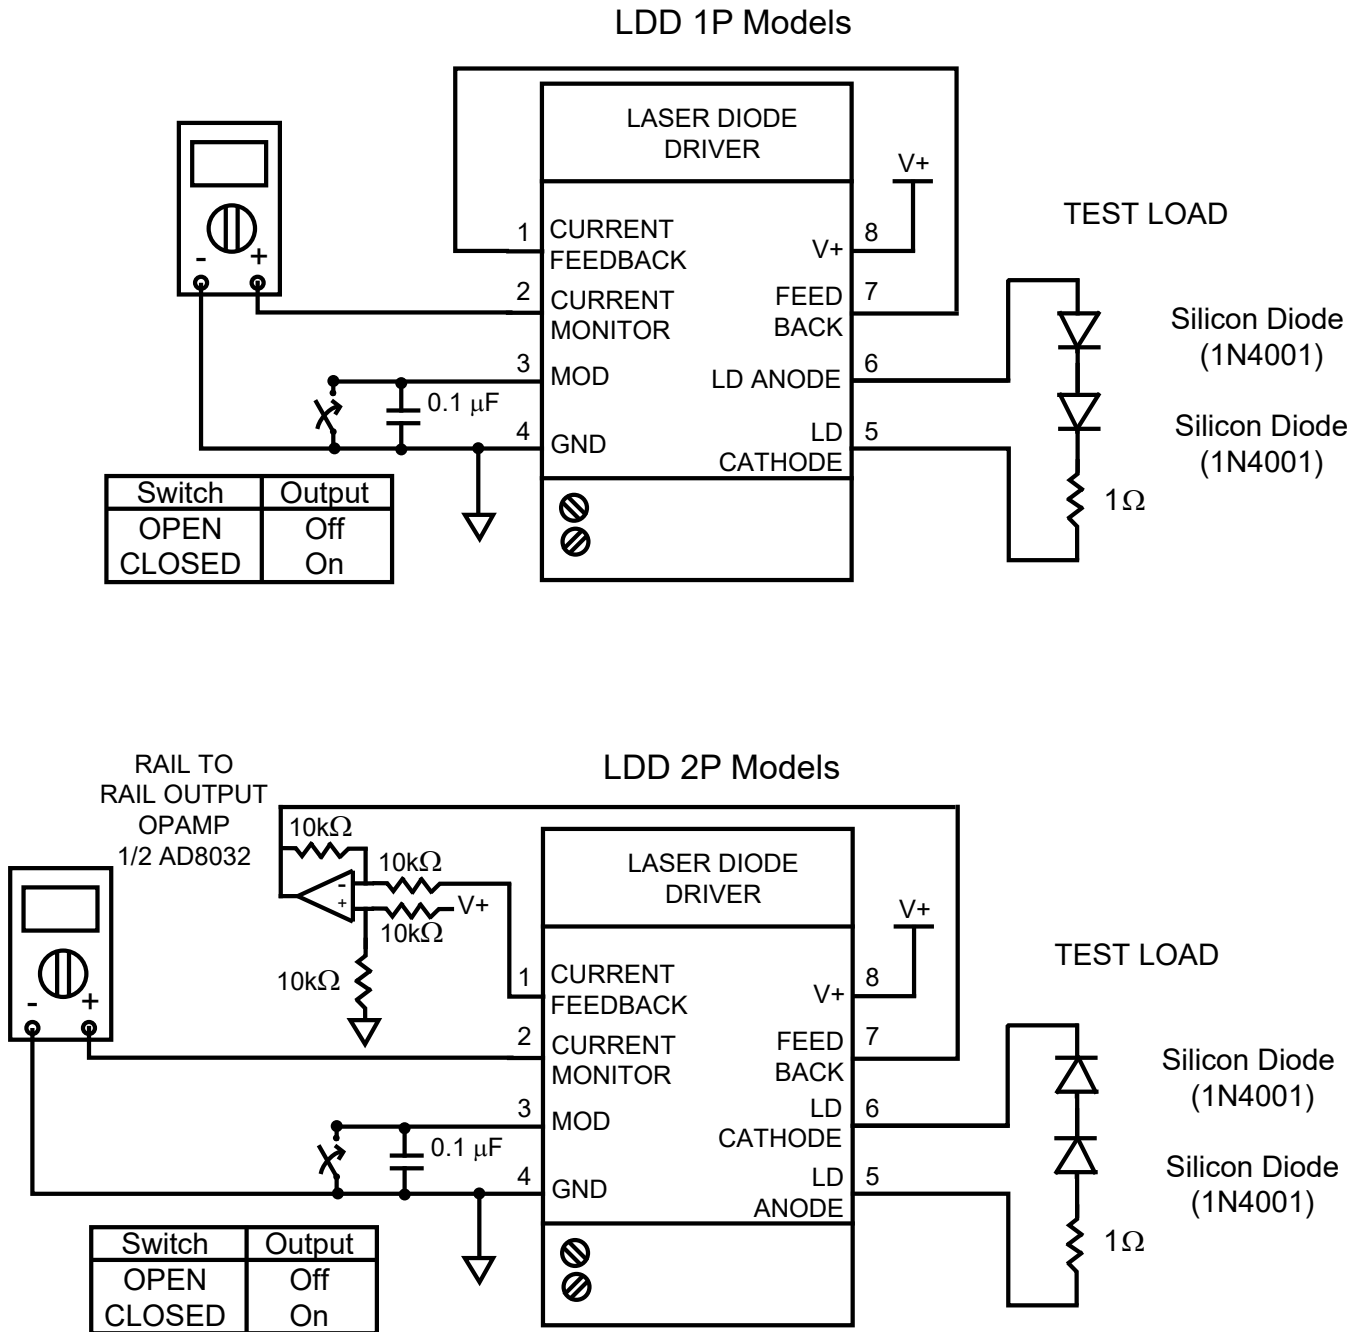 LDD 1P Models
LASER DIODE
DRIVER
V+
TEST LOAD
1
CURRENT
FEEDBACK
V+
8
-
+
2
CURRENT
MONITOR
FEED
BACK
7
Silicon Diode
(1N4001)
3
MOD
LD ANODE
6
0.1 μF
4
GND
LD
CATHODE
5
Silicon Diode
(1N4001)
1Ω
Switch Output
OPEN Off
CLOSED On
LDD 2P Models
RAIL TO
RAIL OUTPUT
OPAMP
1/2 AD8032
10kΩ
10kΩ
-
+
V+
10kΩ
10kΩ
LASER DIODE
DRIVER
V+
TEST LOAD
1
CURRENT
FEEDBACK
V+
8
-
+
2
CURRENT
MONITOR
FEED
BACK
7
Silicon Diode
(1N4001)
3
MOD
LD
CATHODE
6
0.1 μF
4
GND
LD
ANODE
5
Silicon Diode
(1N4001)
1Ω
Switch Output
OPEN Off
CLOSED On